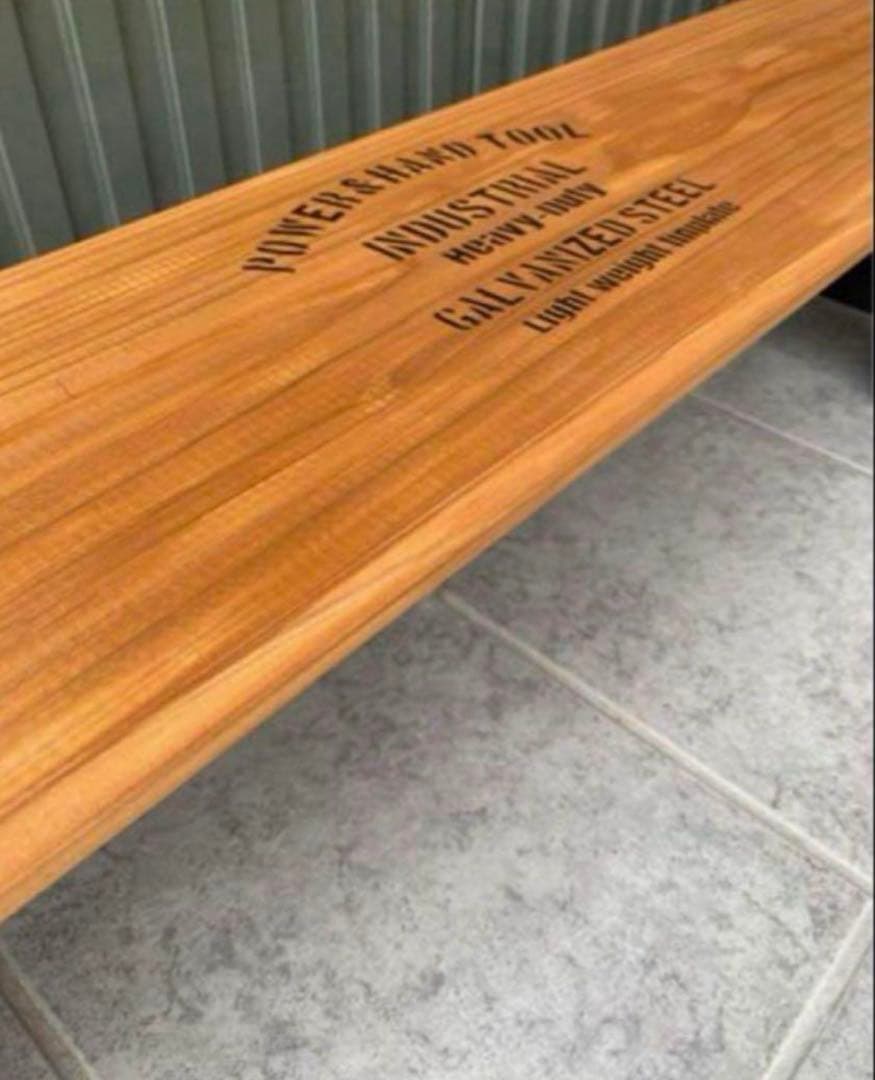 POWER&HAND TOOL
INDUSTRIAL
Heavy-Duty
GALVANIZED STEEL
Light weight